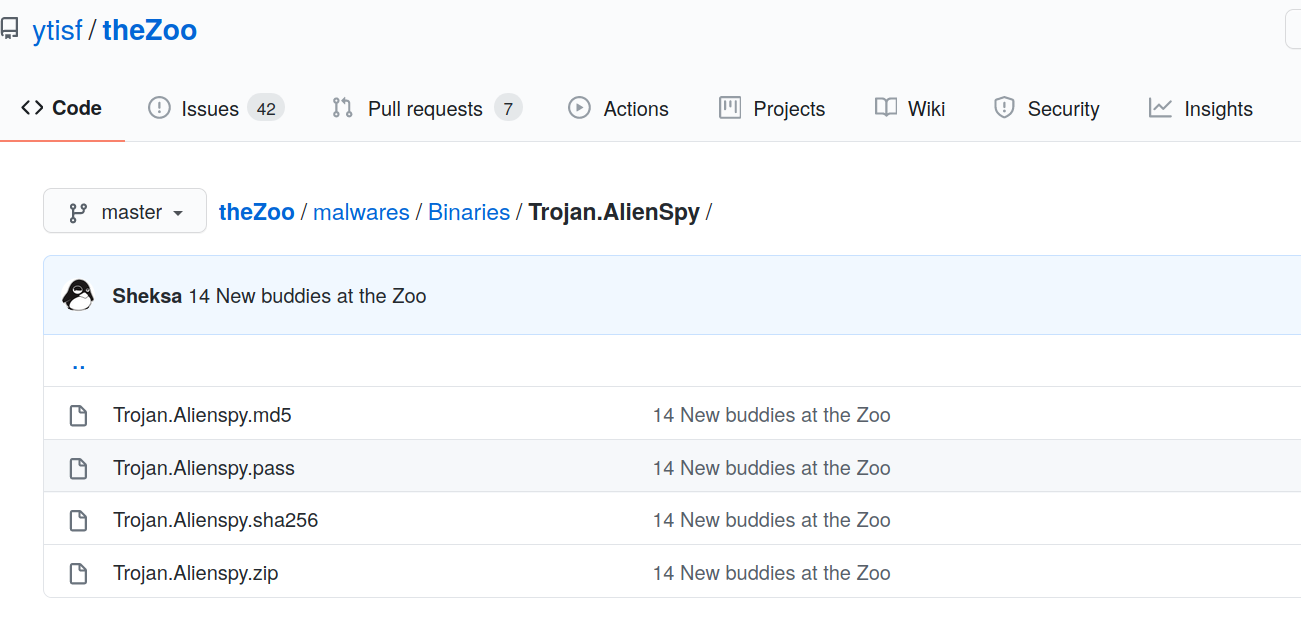 ytisf / theZoo
Code Issues 42 Pull requests 7 Actions Projects Wiki Security Insights
master theZoo / malwares / Binaries / Trojan.AlienSpy /
Sheksa 14 New buddies at the Zoo
..
Trojan.Alienspy.md5 14 New buddies at the Zoo
Trojan.Alienspy.pass 14 New buddies at the Zoo
Trojan.Alienspy.sha256 14 New buddies at the Zoo
Trojan.Alienspy.zip 14 New buddies at the Zoo